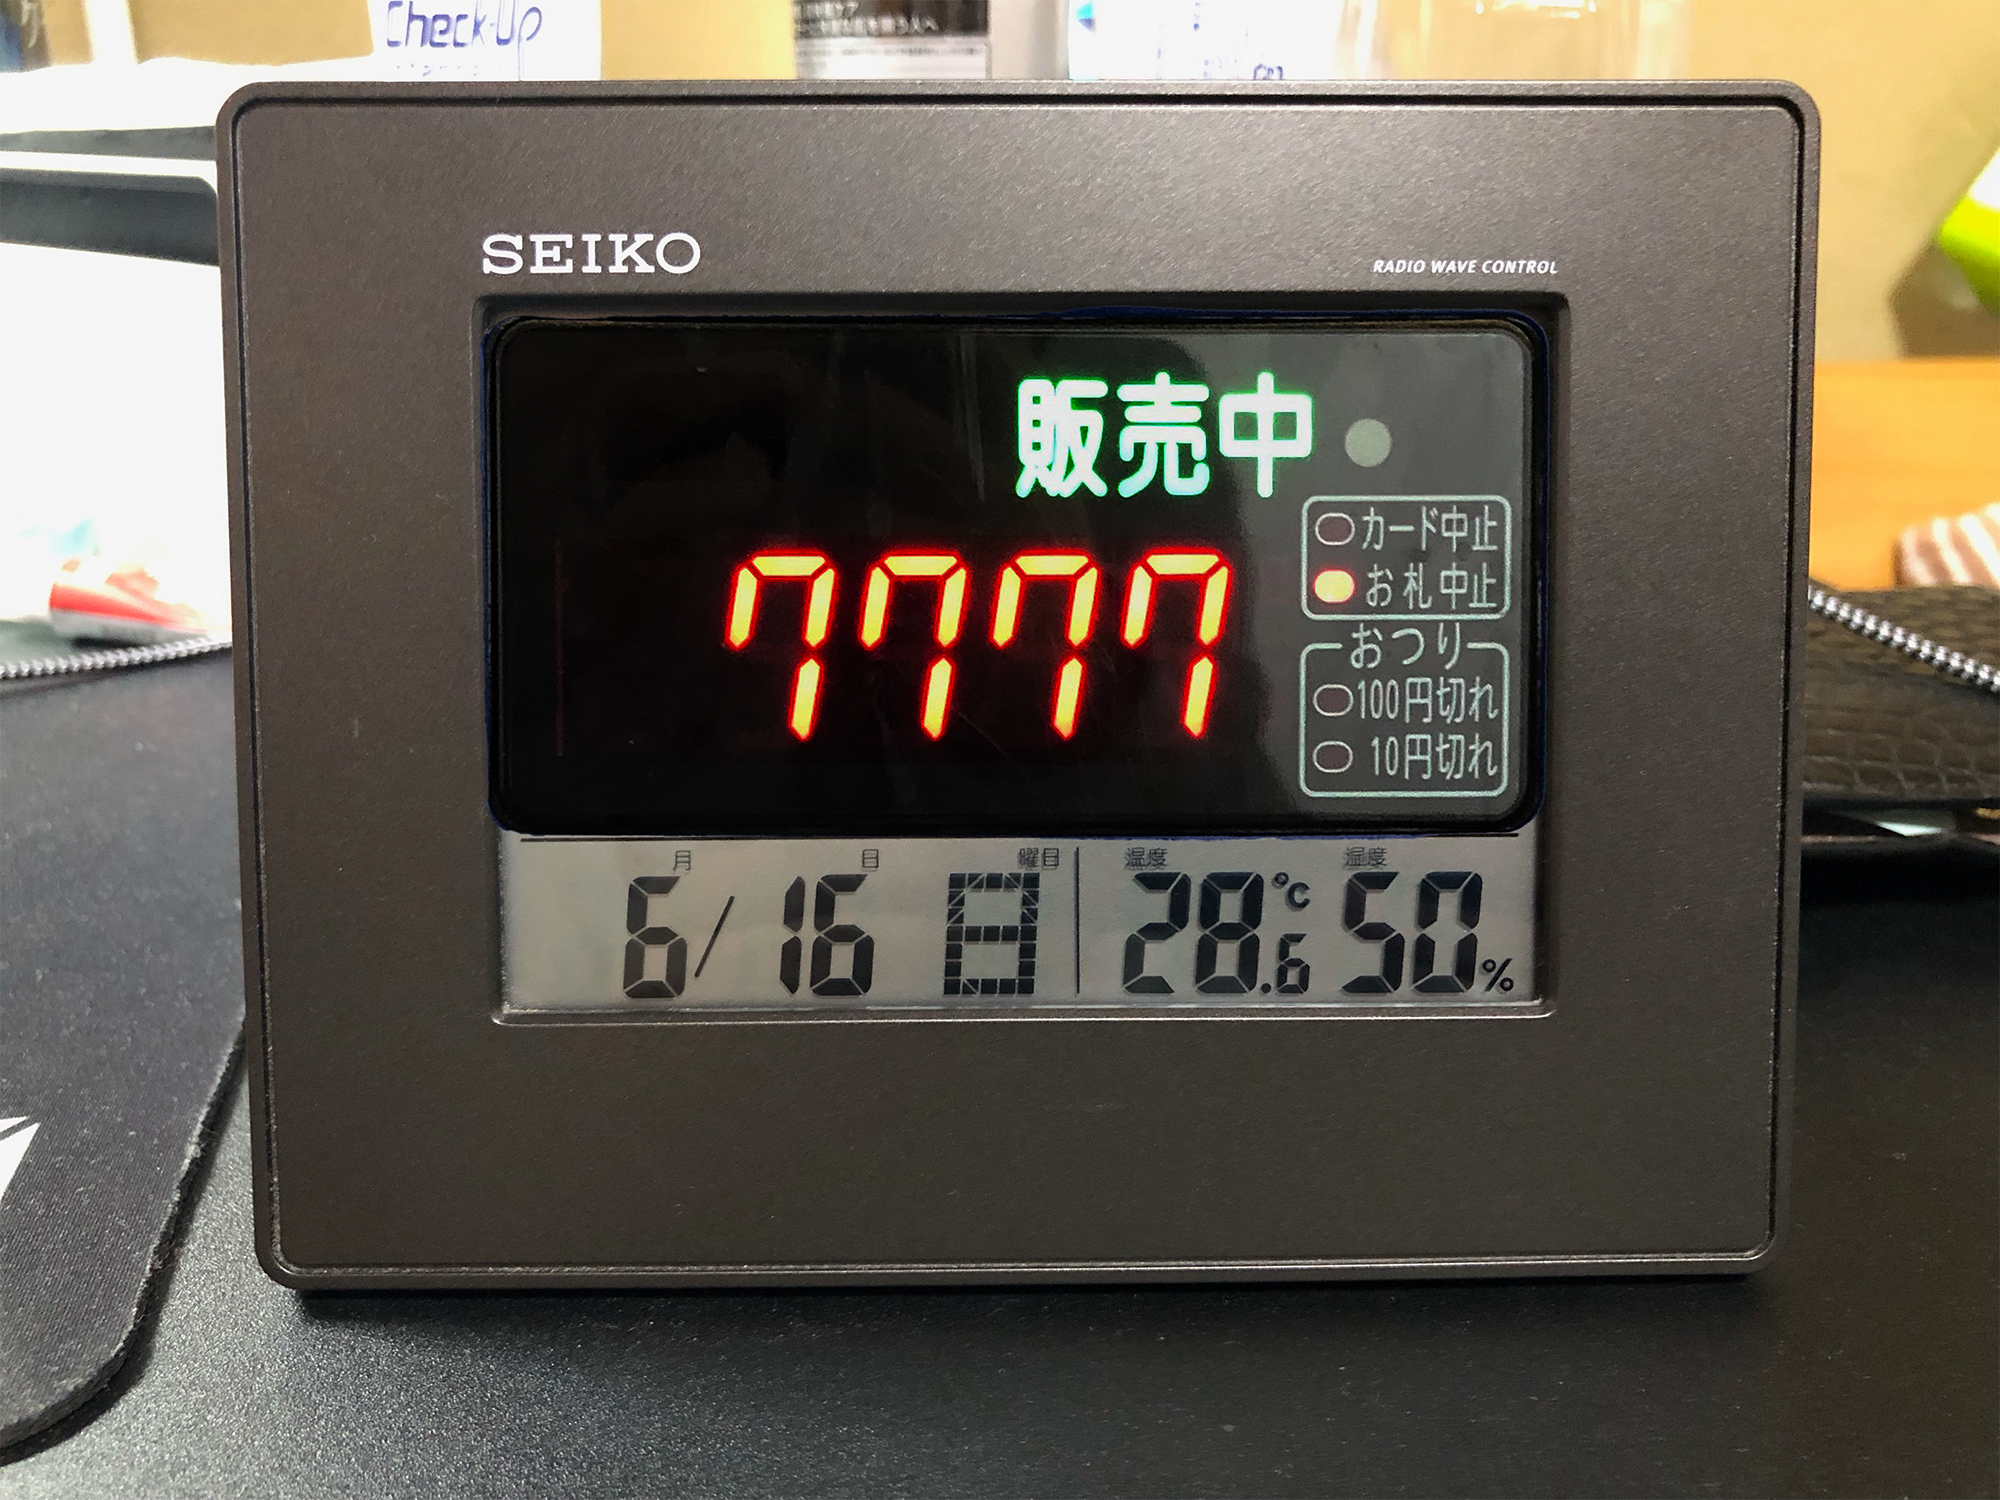 Check-Up
SEIKO
RADIO WAVE CONTROL
販売中
カード中止
7777
お札中止
おつり
100円切れ
10円切れ
月 日 曜日 温度 湿度
6/16 日 28.6℃ 50%